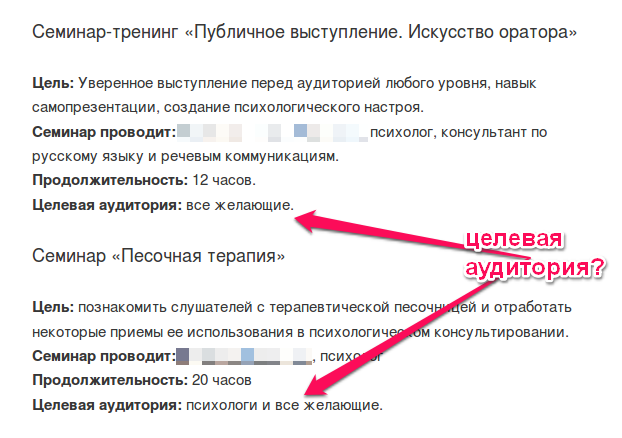 Семинар-тренинг «Публичное выступление. Искусство оратора»
Цель: Уверенное выступление перед аудиторией любого уровня, навык
самопрезентации, создание психологического настроя.
Семинар проводит: психолог, консультант по
русскому языку и речевым коммуникациям.
Продолжительность: 12 часов.
Целевая аудитория: все желающие.
целевая
аудитория?
Семинар «Песочная терапия»
Цель: познакомить слушателей с терапевтической песочницей и отработать
некоторые приемы ее использования в психологическом консультировании.
Семинар проводит: , психолог
Продолжительность: 20 часов
Целевая аудитория: психологи и все желающие.